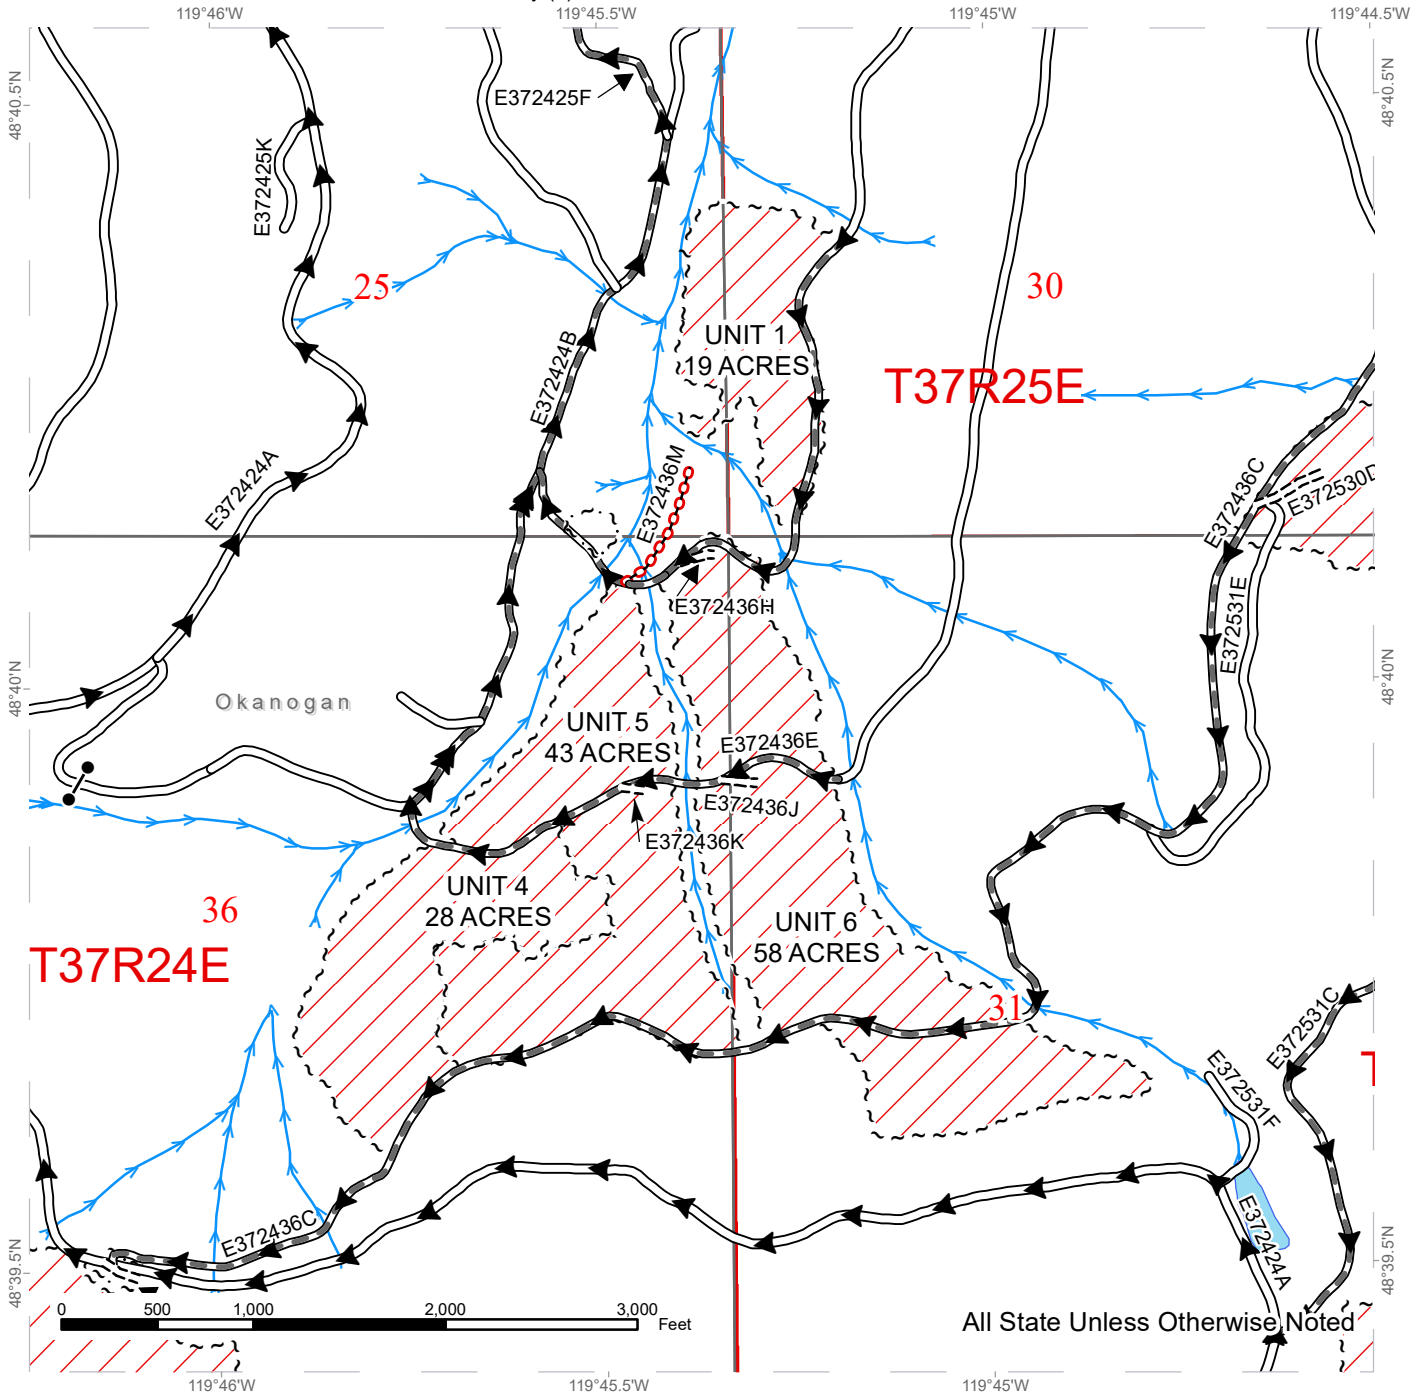 119°46'W
119°45.5'W
119°45'W
119°44.5'W
48°40.5'N
48°40.5'N
E372425F
E372425K
25
30
UNIT 1
19 ACRES
T37R25E
E372424B
E372424A
E372436M
E372436C
E372530D
E372436H
E372531E
48°40'N
48°40'N
Okanogan
UNIT 5
43 ACRES
E372436E
E372436J
E372436K
UNIT 4
28 ACRES
36
UNIT 6
58 ACRES
T37R24E
31
E372531C
E372531F
E372436C
E372424A
48°39.5'N
48°39.5'N
0 500 1,000 2,000 3,000
Feet
All State Unless Otherwise Noted
119°46'W
119°45.5'W
119°45'W